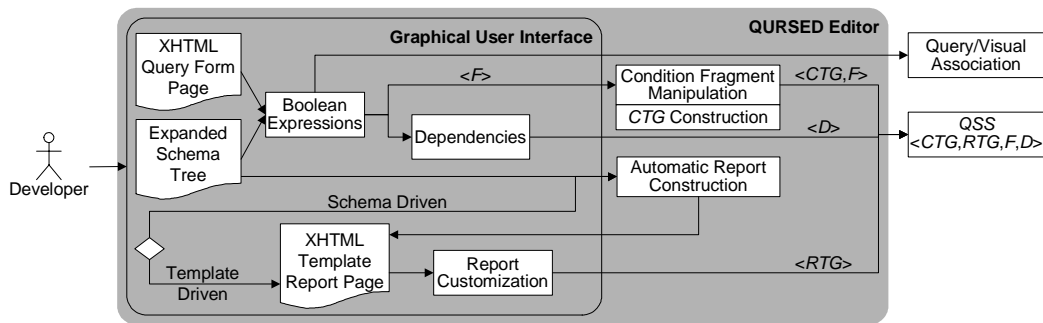 Graphical User Interface
QURSED Editor
XHTML
Query Form
Page
Boolean
Expressions
<F>
Condition Fragment
Manipulation
CTG Construction
<CTG,F>
Query/Visual
Association
Expanded
Schema
Tree
Dependencies
<D>
QSS
<CTG,RTG,F,D>
Developer
Automatic Report
Construction
Schema Driven
XHTML
Template
Report Page
Template
Driven
Report
Customization
<RTG>